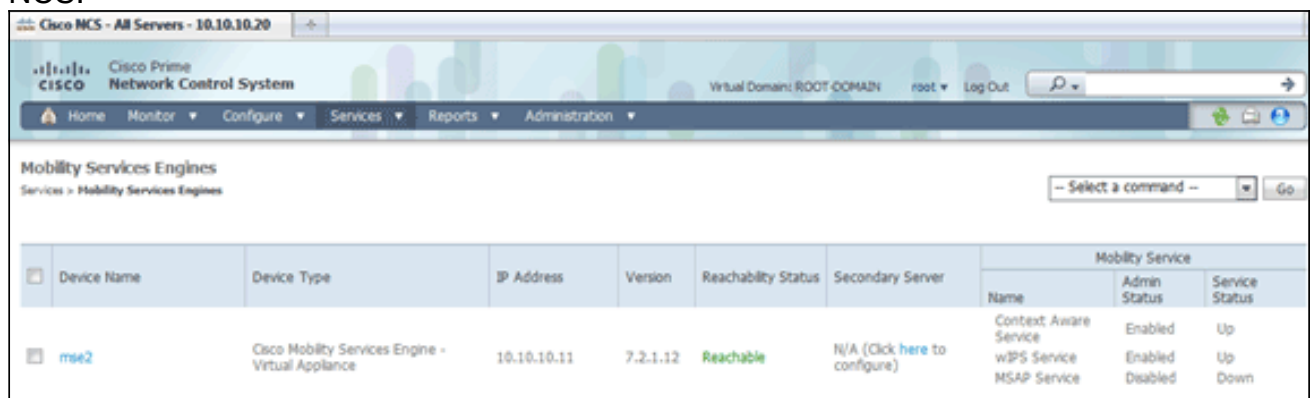 Cisco NCS - All Servers - 10.10.10.20
CISCO
Cisco Prime
Network Control System
Virtual Domain: ROOT-DOMAIN root Log Out
Home Monitor Configure Services Reports Administration
Mobility Services Engines
Services > Mobility Services Engines
-- Select a command -- Go
Device Name Device Type IP Address Version Reachability Status Secondary Server Mobility Service
Name Admin Status Service Status
mse2 Cisco Mobility Services Engine - Virtual Appliance 10.10.10.11 7.2.1.12 Reachable N/A (Click here to configure)
Context Aware Service Enabled Up
wIPS Service Enabled Up
MSAP Service Disabled Down